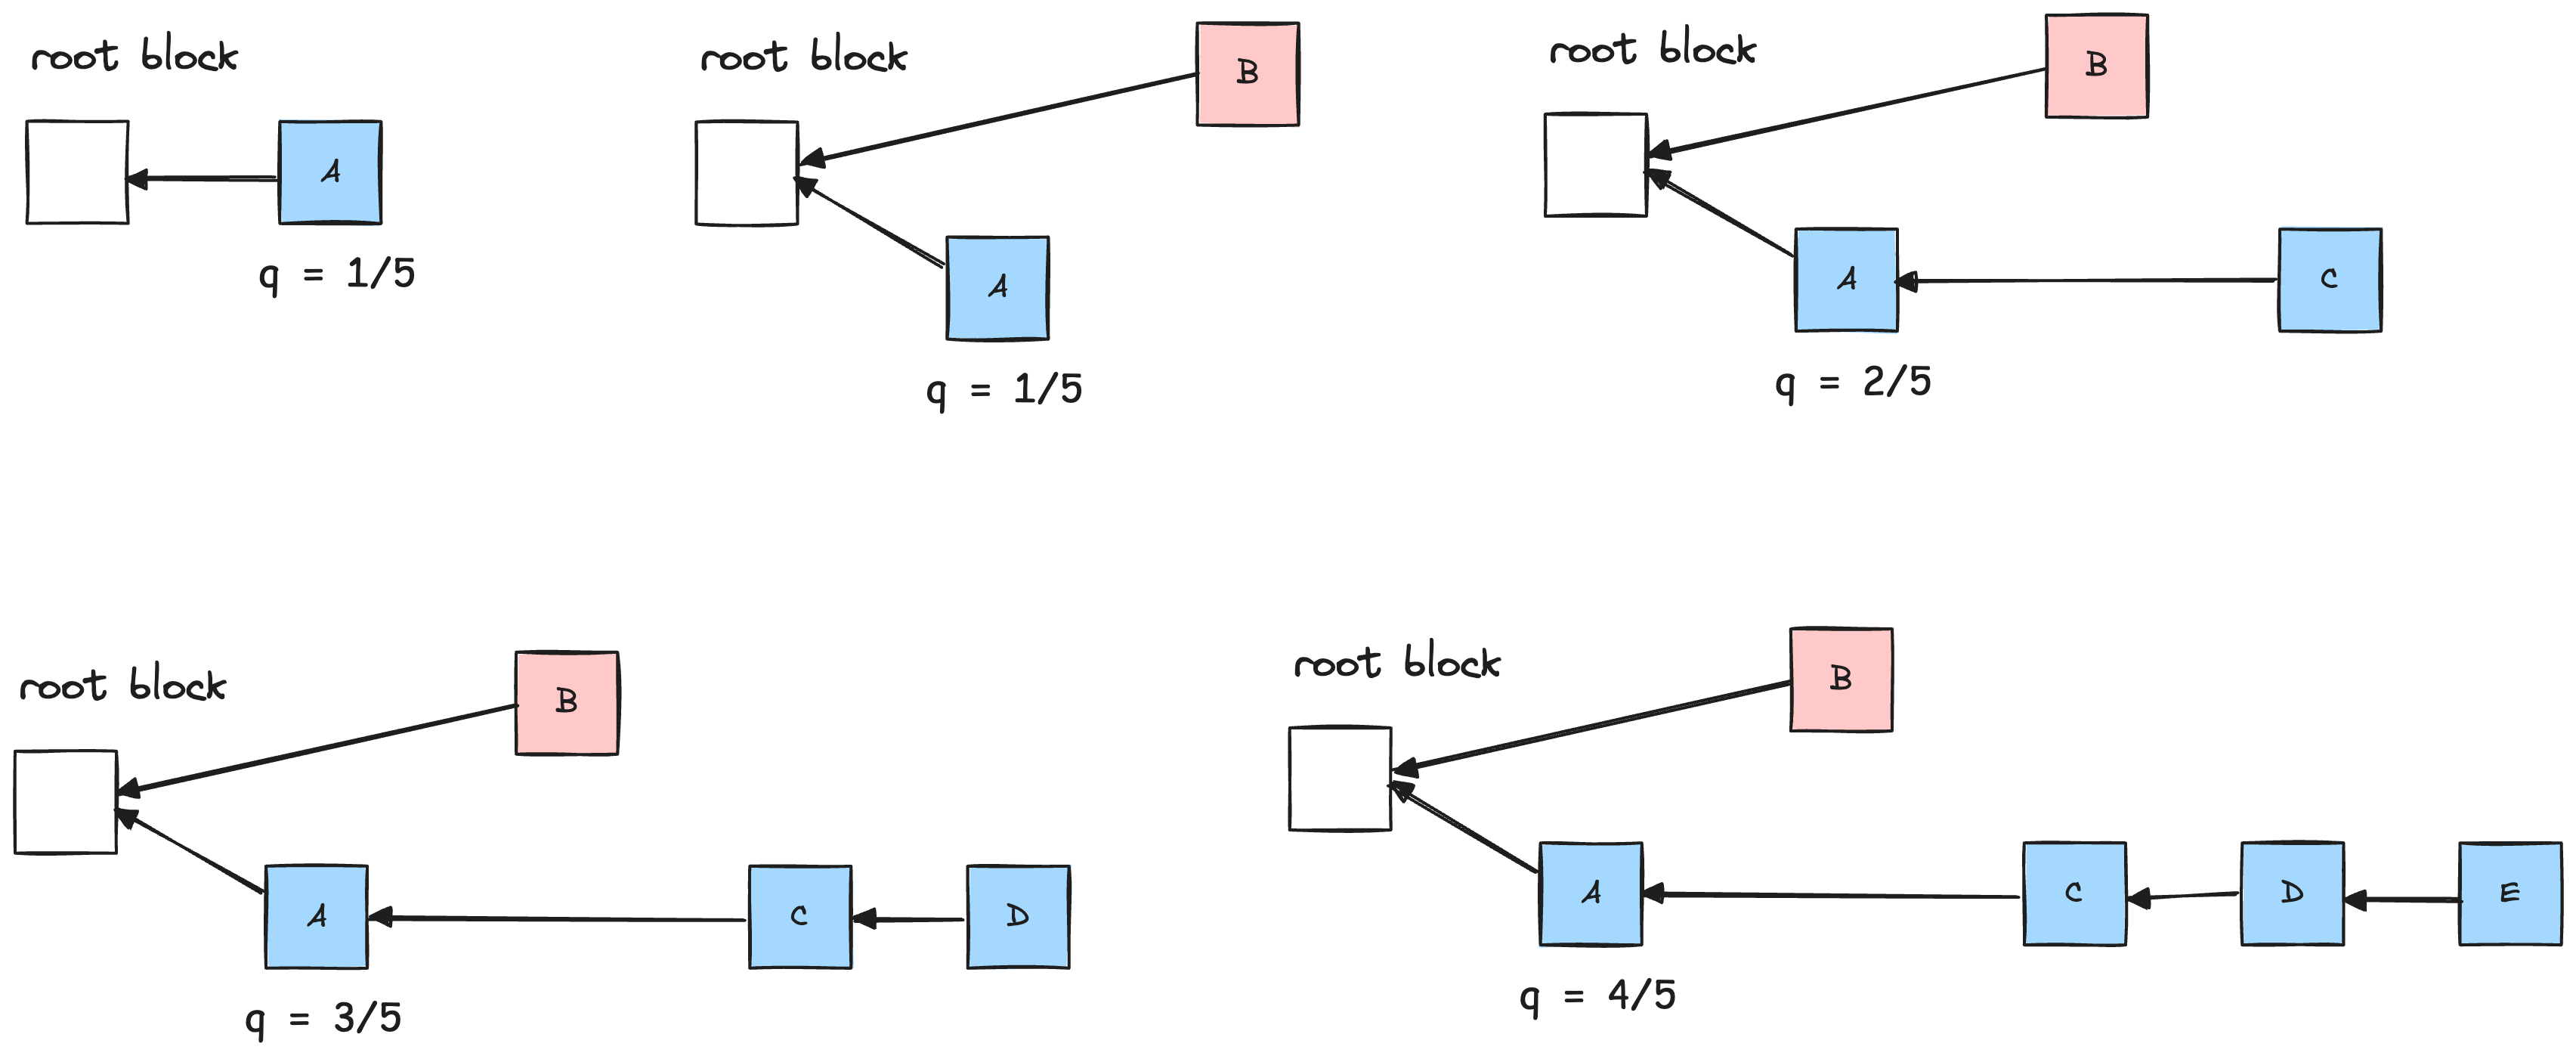 root block
A
q = 1/5
root block
B
A
q = 1/5
root block
B
A
C
q = 2/5
root block
B
A
C
D
q = 3/5
root block
B
A
C
D
E
q = 4/5